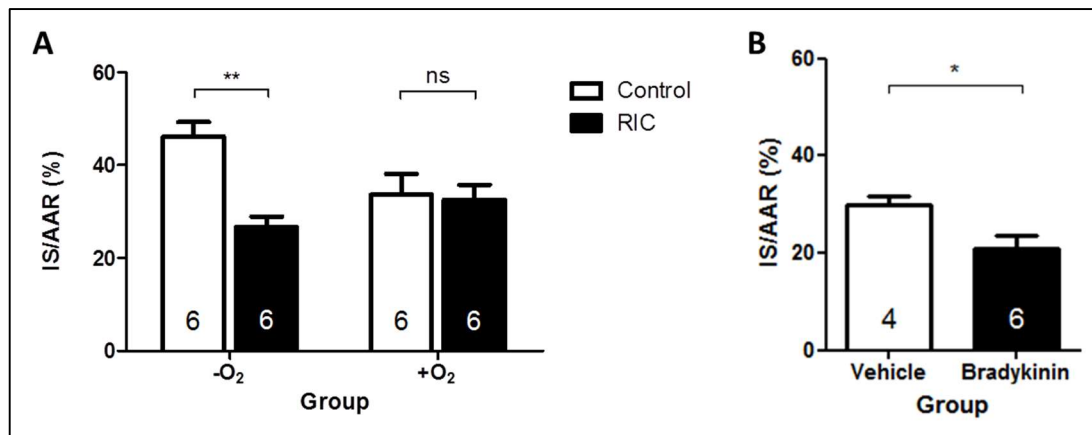 A
IS/AAR (%)
60
40
20
0
**
ns
6
6
6
6
-O₂
+O₂
Group
Control
RIC
B
IS/AAR (%)
60
40
20
0
*
4
6
Vehicle Bradykinin
Group